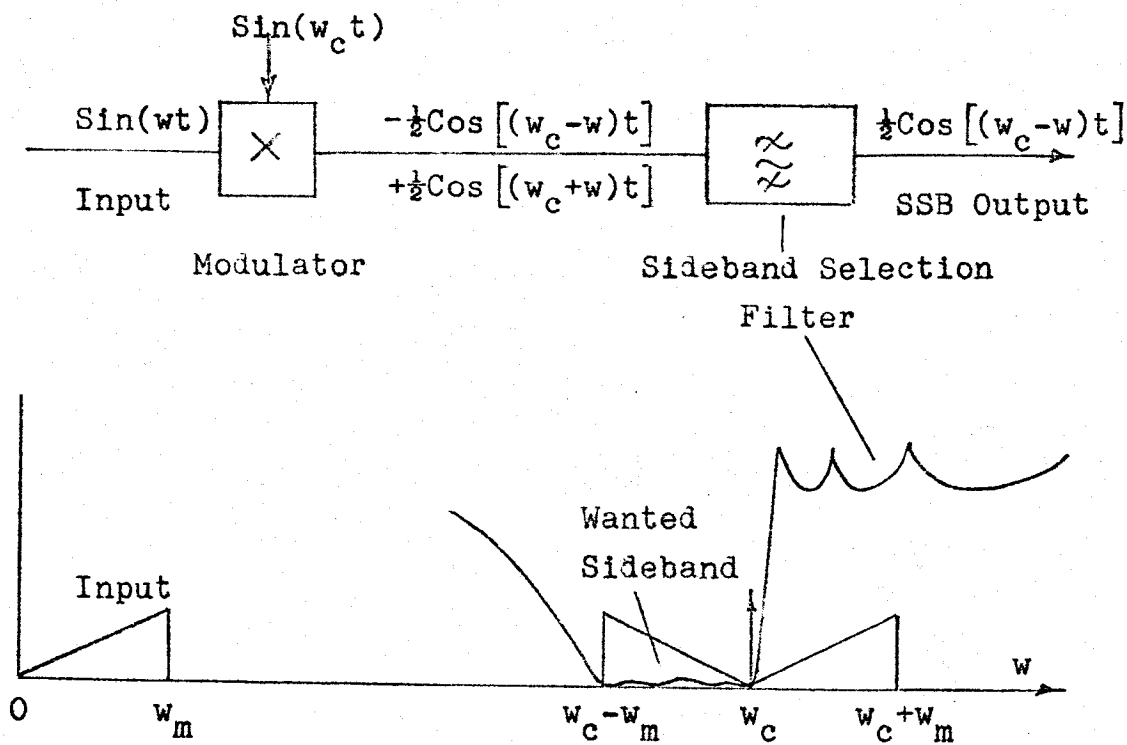 Sin(w_c t)
Sin(wt)
×
-½Cos[(w_c-w)t]
+½Cos[(w_c+w)t]
½Cos[(w_c-w)t]
Input
SSB Output
Modulator
Sideband Selection
Filter
Wanted
Sideband
Input
w
0
w_m
w_c-w_m
w_c
w_c+w_m